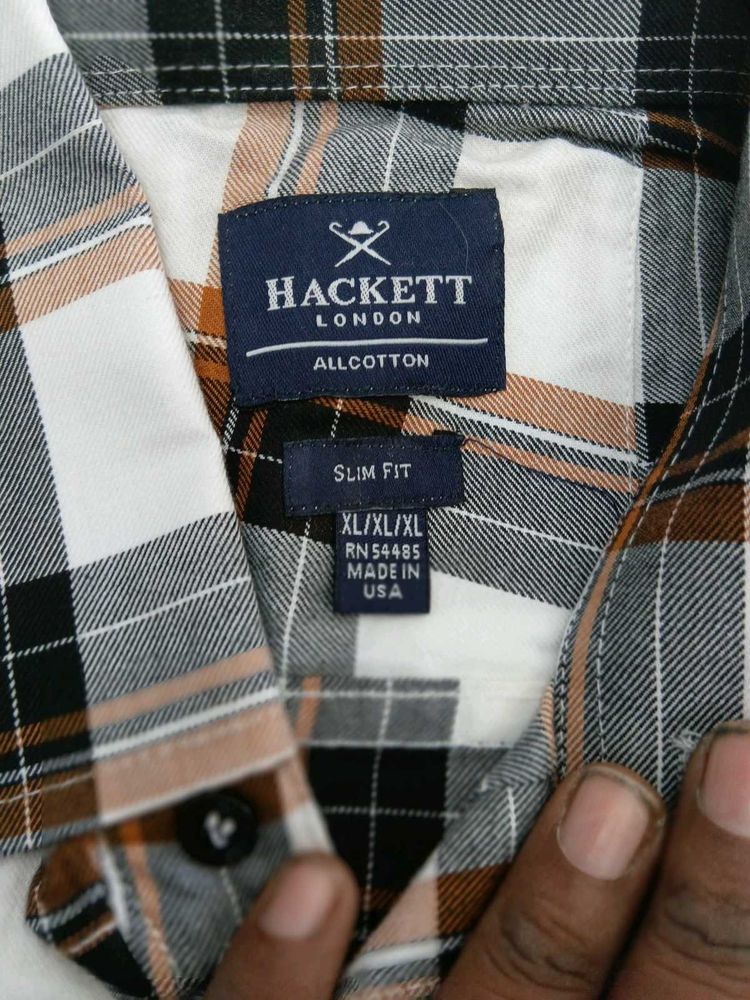 HACKETT
LONDON
ALLCOTTON
SLIM FIT
XL/XL/XL
RN 54485
MADE IN
USA